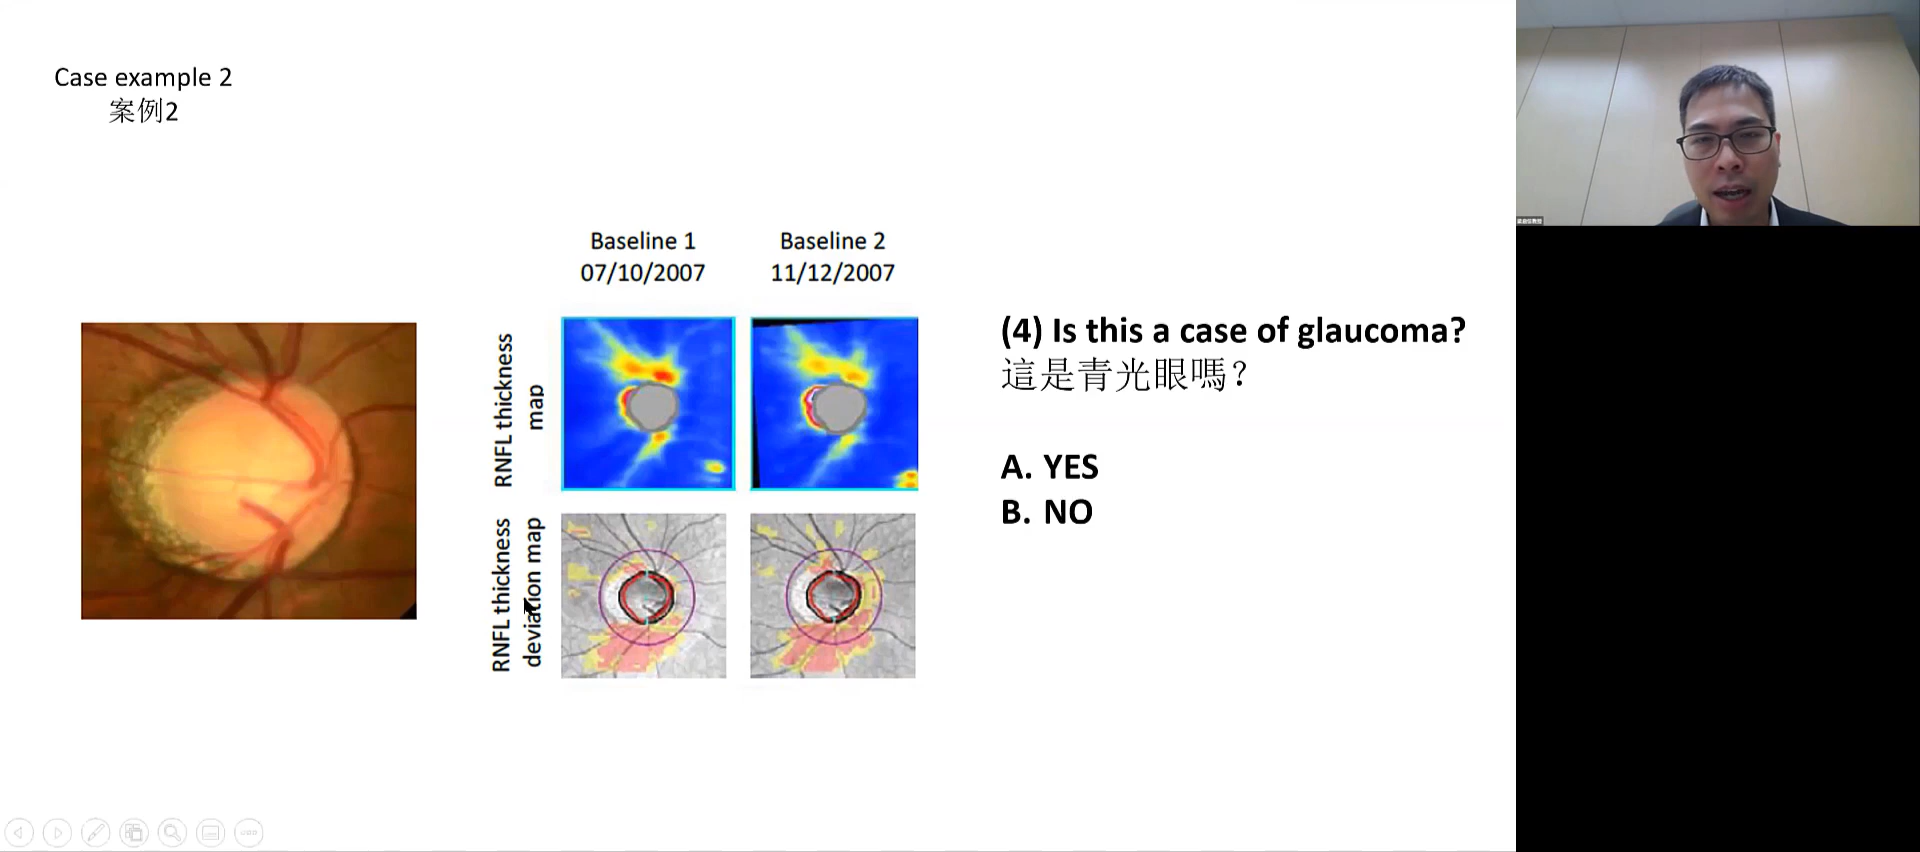 Case example 2
案例2
Baseline 1
07/10/2007
Baseline 2
11/12/2007
RNFL thickness
map
RNFL thickness
deviation map
(4) Is this a case of glaucoma?
這是青光眼嗎？
A. YES
B. NO